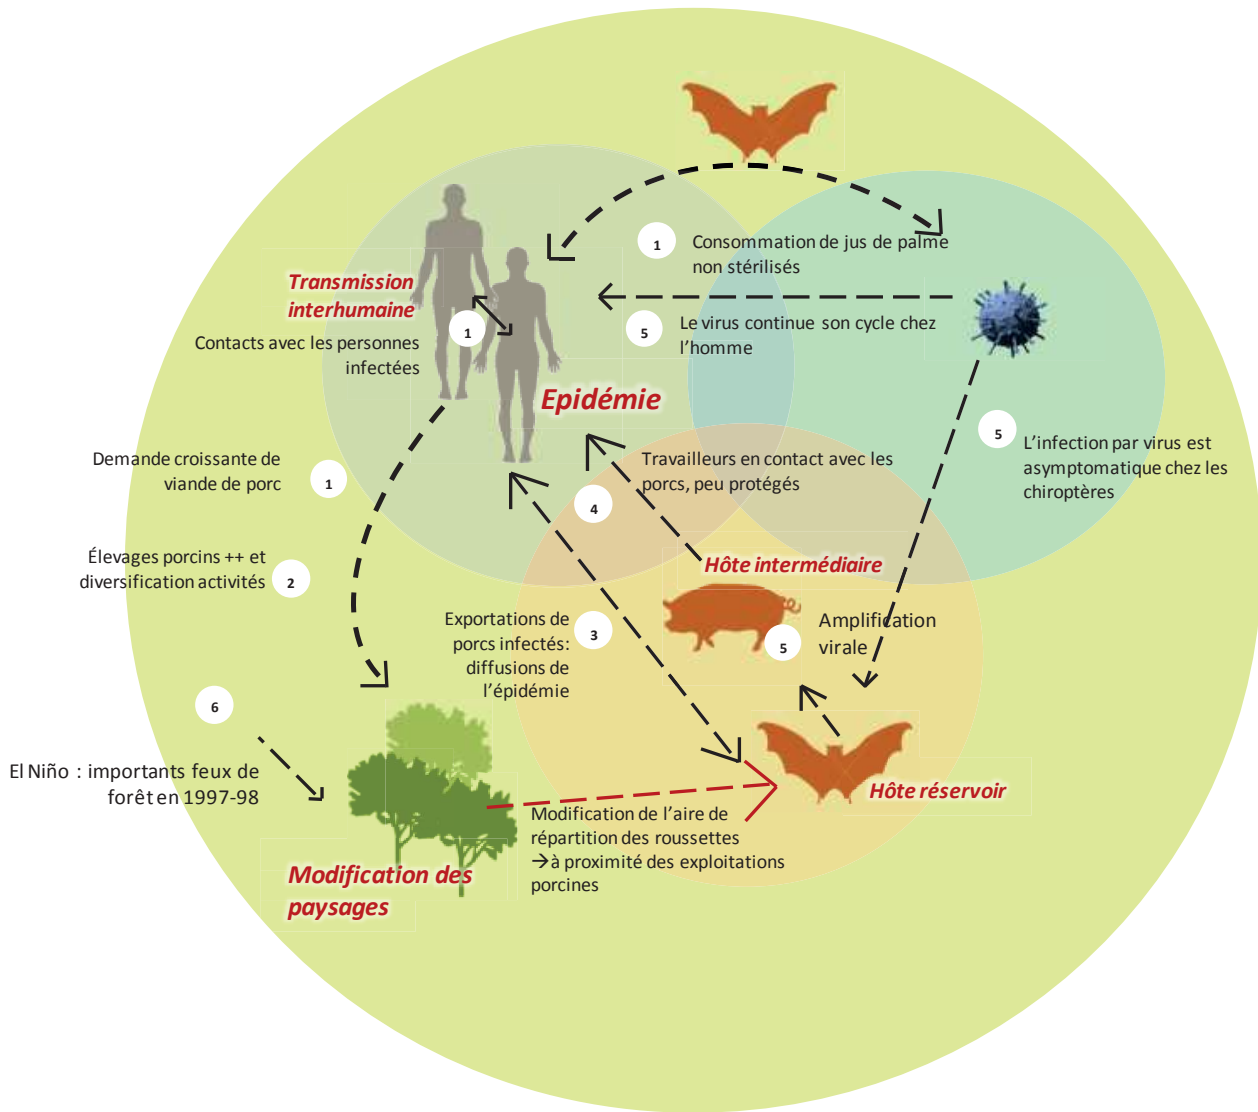 1
Consommation de jus de palme
non stérilisés
Transmission
interhumaine
1
Contacts avec les personnes
infectées
5
Le virus continue son cycle chez
l’homme
Epidémie
5
L’infection par virus est
asymptomatique chez les
chiroptères
Demande croissante de
viande de porc
1
Travailleurs en contact avec les
porcs, peu protégés
4
Élevages porcins ++ et
diversification activités
2
Hôte intermédiaire
Exportations de
porcs infectés:
diffusions de
l’épidémie
3
5
Amplification
virale
6
El Niño : importants feux de
forêt en 1997-98
Hôte réservoir
Modification de l’aire de
répartition des roussettes
→à proximité des exploitations
porcines
Modification des
paysages